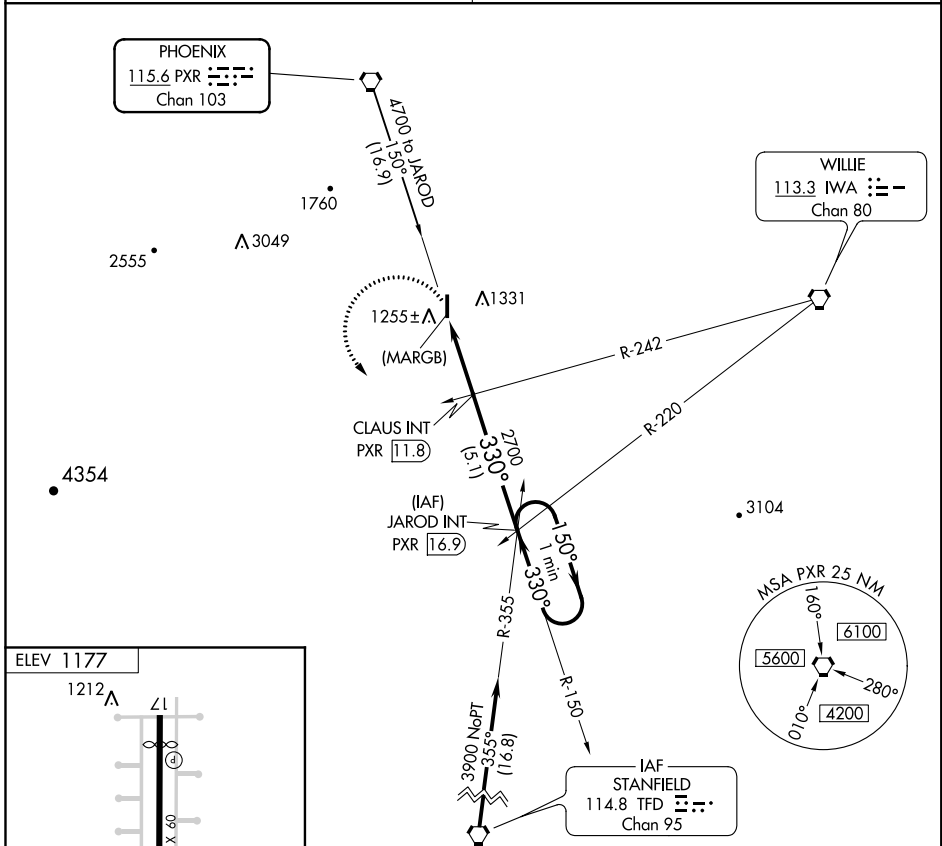 PHOENIX
115.6 PXR
Chan 103
4700 to JAROD
150°
(16.9)
WILLIE
113.3 IWA
Chan 80
1760
2555
3049
1331
1255±
(MARGB)
R-242
R-220
CLAUS INT
PXR 11.8
2700
330°
(5.1)
4354
(IAF)
JAROD INT
PXR 16.9
3104
150°
1 min
330°
MSA PXR 25 NM
160°
6100
5600
280°
010°
4200
R-355
R-150
ELEV 1177
1212
17
P
60 X
3900 NoPT
355°
(16.8)
IAF
STANFIELD
114.8 TFD
Chan 95